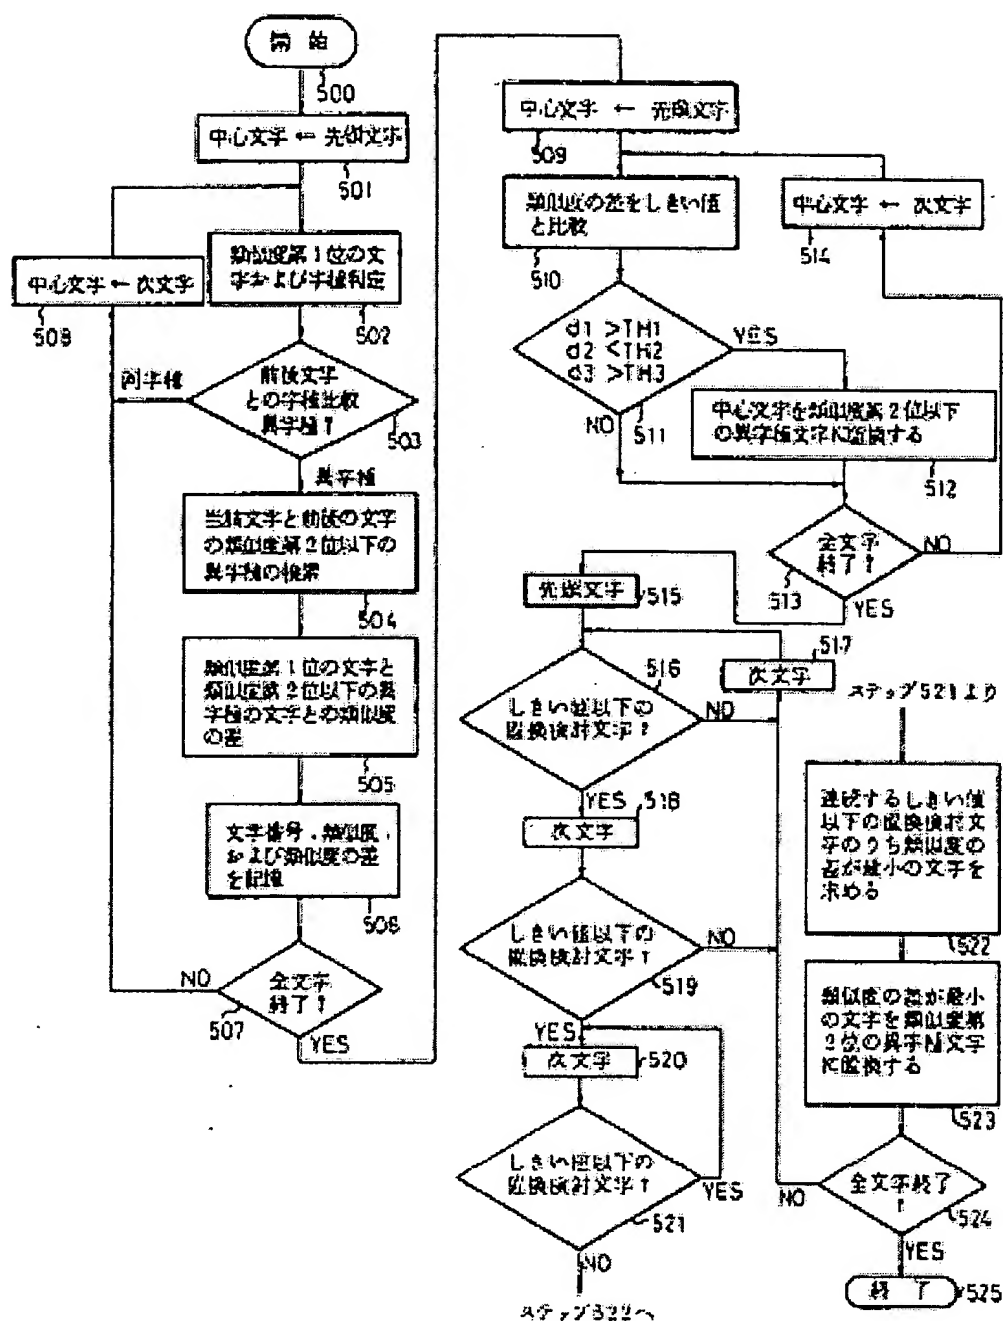 開 始
500
中心文字 ← 先頭文字
501
類似度第1位の文
字および字種判定
502
中心文字 ← 次文字
508
同字種
前後文字
との字種比較
異字種?
503
異字種
当該文字と前後の文字
の類似度第2位以下の
異字種の検索
504
類似度第1位の文字と
類似度第2位以下の異
字種の文字との類似度
の差
505
文字番号,類似度,
および類似度の差
を記憶
506
NO
全文字
終了?
507
YES
中心文字 ← 先頭文字
509
類似度の差をしきい値
と比較
510
中心文字 ← 次文字
514
d1 >TH1
d2 <TH2
d3 >TH3
YES
NO
511
中心文字を類似度第2位以下
の異字種文字に置換する
512
全文字
終了?
NO
513
YES
先頭文字
515
517
次文字
516
しきい値以下の
置換検討文字?
NO
YES
518
次文字
しきい値以下の
置換検討文字?
NO
519
YES
次文字
520
しきい値以下の
置換検討文字?
YES
521
NO
ステップ522へ
ステップ521より
連続するしきい値
以下の置換検討文
字のうち類似度の
差が最小の文字を
求める
522
類似度の差が最小
の文字を類似度第
2位の異字種文字
に置換する
523
NO
全文字終了
?
524
YES
終 了
525